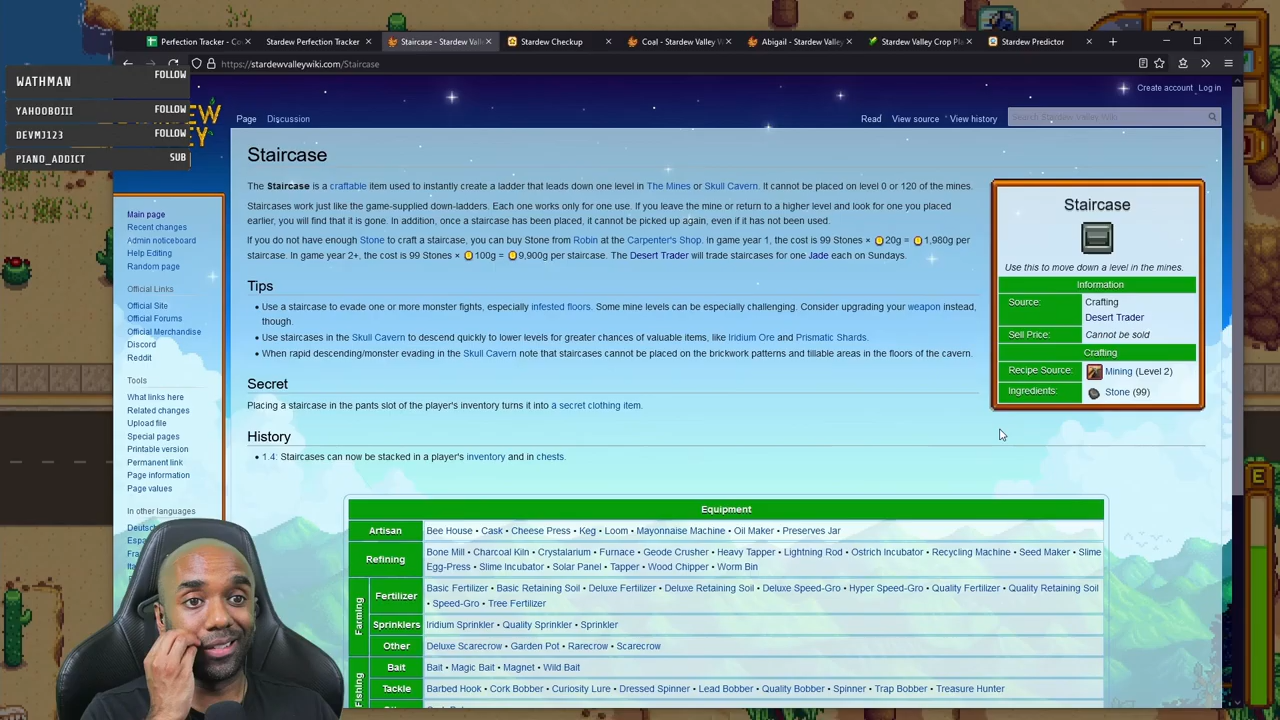 Perfection Tracker - Co
Stardew Perfection Tracker
Staircase - Stardew Val
Stardew Checkup
Coal - Stardew Valley W
Abigail - Stardew Valley
Stardew Valley Crop Pla
Stardew Predictor
https://stardewvalleywiki.com/Staircase
WATHMAN FOLLOW
YAHOOBOIII FOLLOW
DEVMJ123 FOLLOW
PIANO_ADDICT SUB
Create account Log in
Page Discussion
Read View source View history
Search Stardew Valley Wiki
Main page
Recent changes
Admin noticeboard
Help Editing
Random page
Official Links
Official Site
Official Forums
Official Merchandise
Discord
Reddit
Tools
What links here
Related changes
Upload file
Special pages
Printable version
Permanent link
Page information
Page values
In other languages
Deutsch
Espa
Fra
Ita
Staircase
The Staircase is a craftable item used to instantly create a ladder that leads down one level in The Mines or Skull Cavern. It cannot be placed on level 0 or 120 of the mines.
Staircases work just like the game-supplied down-ladders. Each one works only for one use. If you leave the mine or return to a higher level and look for one you placed
earlier, you will find that it is gone. In addition, once a staircase has been placed, it cannot be picked up again, even if it has not been used.
If you do not have enough Stone to craft a staircase, you can buy Stone from Robin at the Carpenter's Shop. In game year 1, the cost is 99 Stones × 20g = 1,980g per
staircase. In game year 2+, the cost is 99 Stones × 100g = 9,900g per staircase. The Desert Trader will trade staircases for one Jade each on Sundays.
Tips
• Use a staircase to evade one or more monster fights, especially infested floors. Some mine levels can be especially challenging. Consider upgrading your weapon instead,
though.
• Use staircases in the Skull Cavern to descend quickly to lower levels for greater chances of valuable items, like Iridium Ore and Prismatic Shards.
• When rapid descending/monster evading in the Skull Cavern note that staircases cannot be placed on the brickwork patterns and tillable areas in the floors of the cavern.
Secret
Placing a staircase in the pants slot of the player's inventory turns it into a secret clothing item.
History
• 1.4: Staircases can now be stacked in a player's inventory and in chests.
Staircase
Use this to move down a level in the mines.
Information
Source: Crafting
Desert Trader
Sell Price: Cannot be sold
Crafting
Recipe Source: Mining (Level 2)
Ingredients: Stone (99)
Equipment
Artisan Bee House • Cask • Cheese Press • Keg • Loom • Mayonnaise Machine • Oil Maker • Preserves Jar
Refining Bone Mill • Charcoal Kiln • Crystalarium • Furnace • Geode Crusher • Heavy Tapper • Lightning Rod • Ostrich Incubator • Recycling Machine • Seed Maker • Slime
Egg-Press • Slime Incubator • Solar Panel • Tapper • Wood Chipper • Worm Bin
Farming
Fertilizer Basic Fertilizer • Basic Retaining Soil • Deluxe Fertilizer • Deluxe Retaining Soil • Deluxe Speed-Gro • Hyper Speed-Gro • Quality Fertilizer • Quality Retaining Soil
• Speed-Gro • Tree Fertilizer
Sprinklers Iridium Sprinkler • Quality Sprinkler • Sprinkler
Other Deluxe Scarecrow • Garden Pot • Rarecrow • Scarecrow
Fishing
Bait Bait • Magic Bait • Magnet • Wild Bait
Tackle Barbed Hook • Cork Bobber • Curiosity Lure • Dressed Spinner • Lead Bobber • Quality Bobber • Spinner • Trap Bobber • Treasure Hunter
E